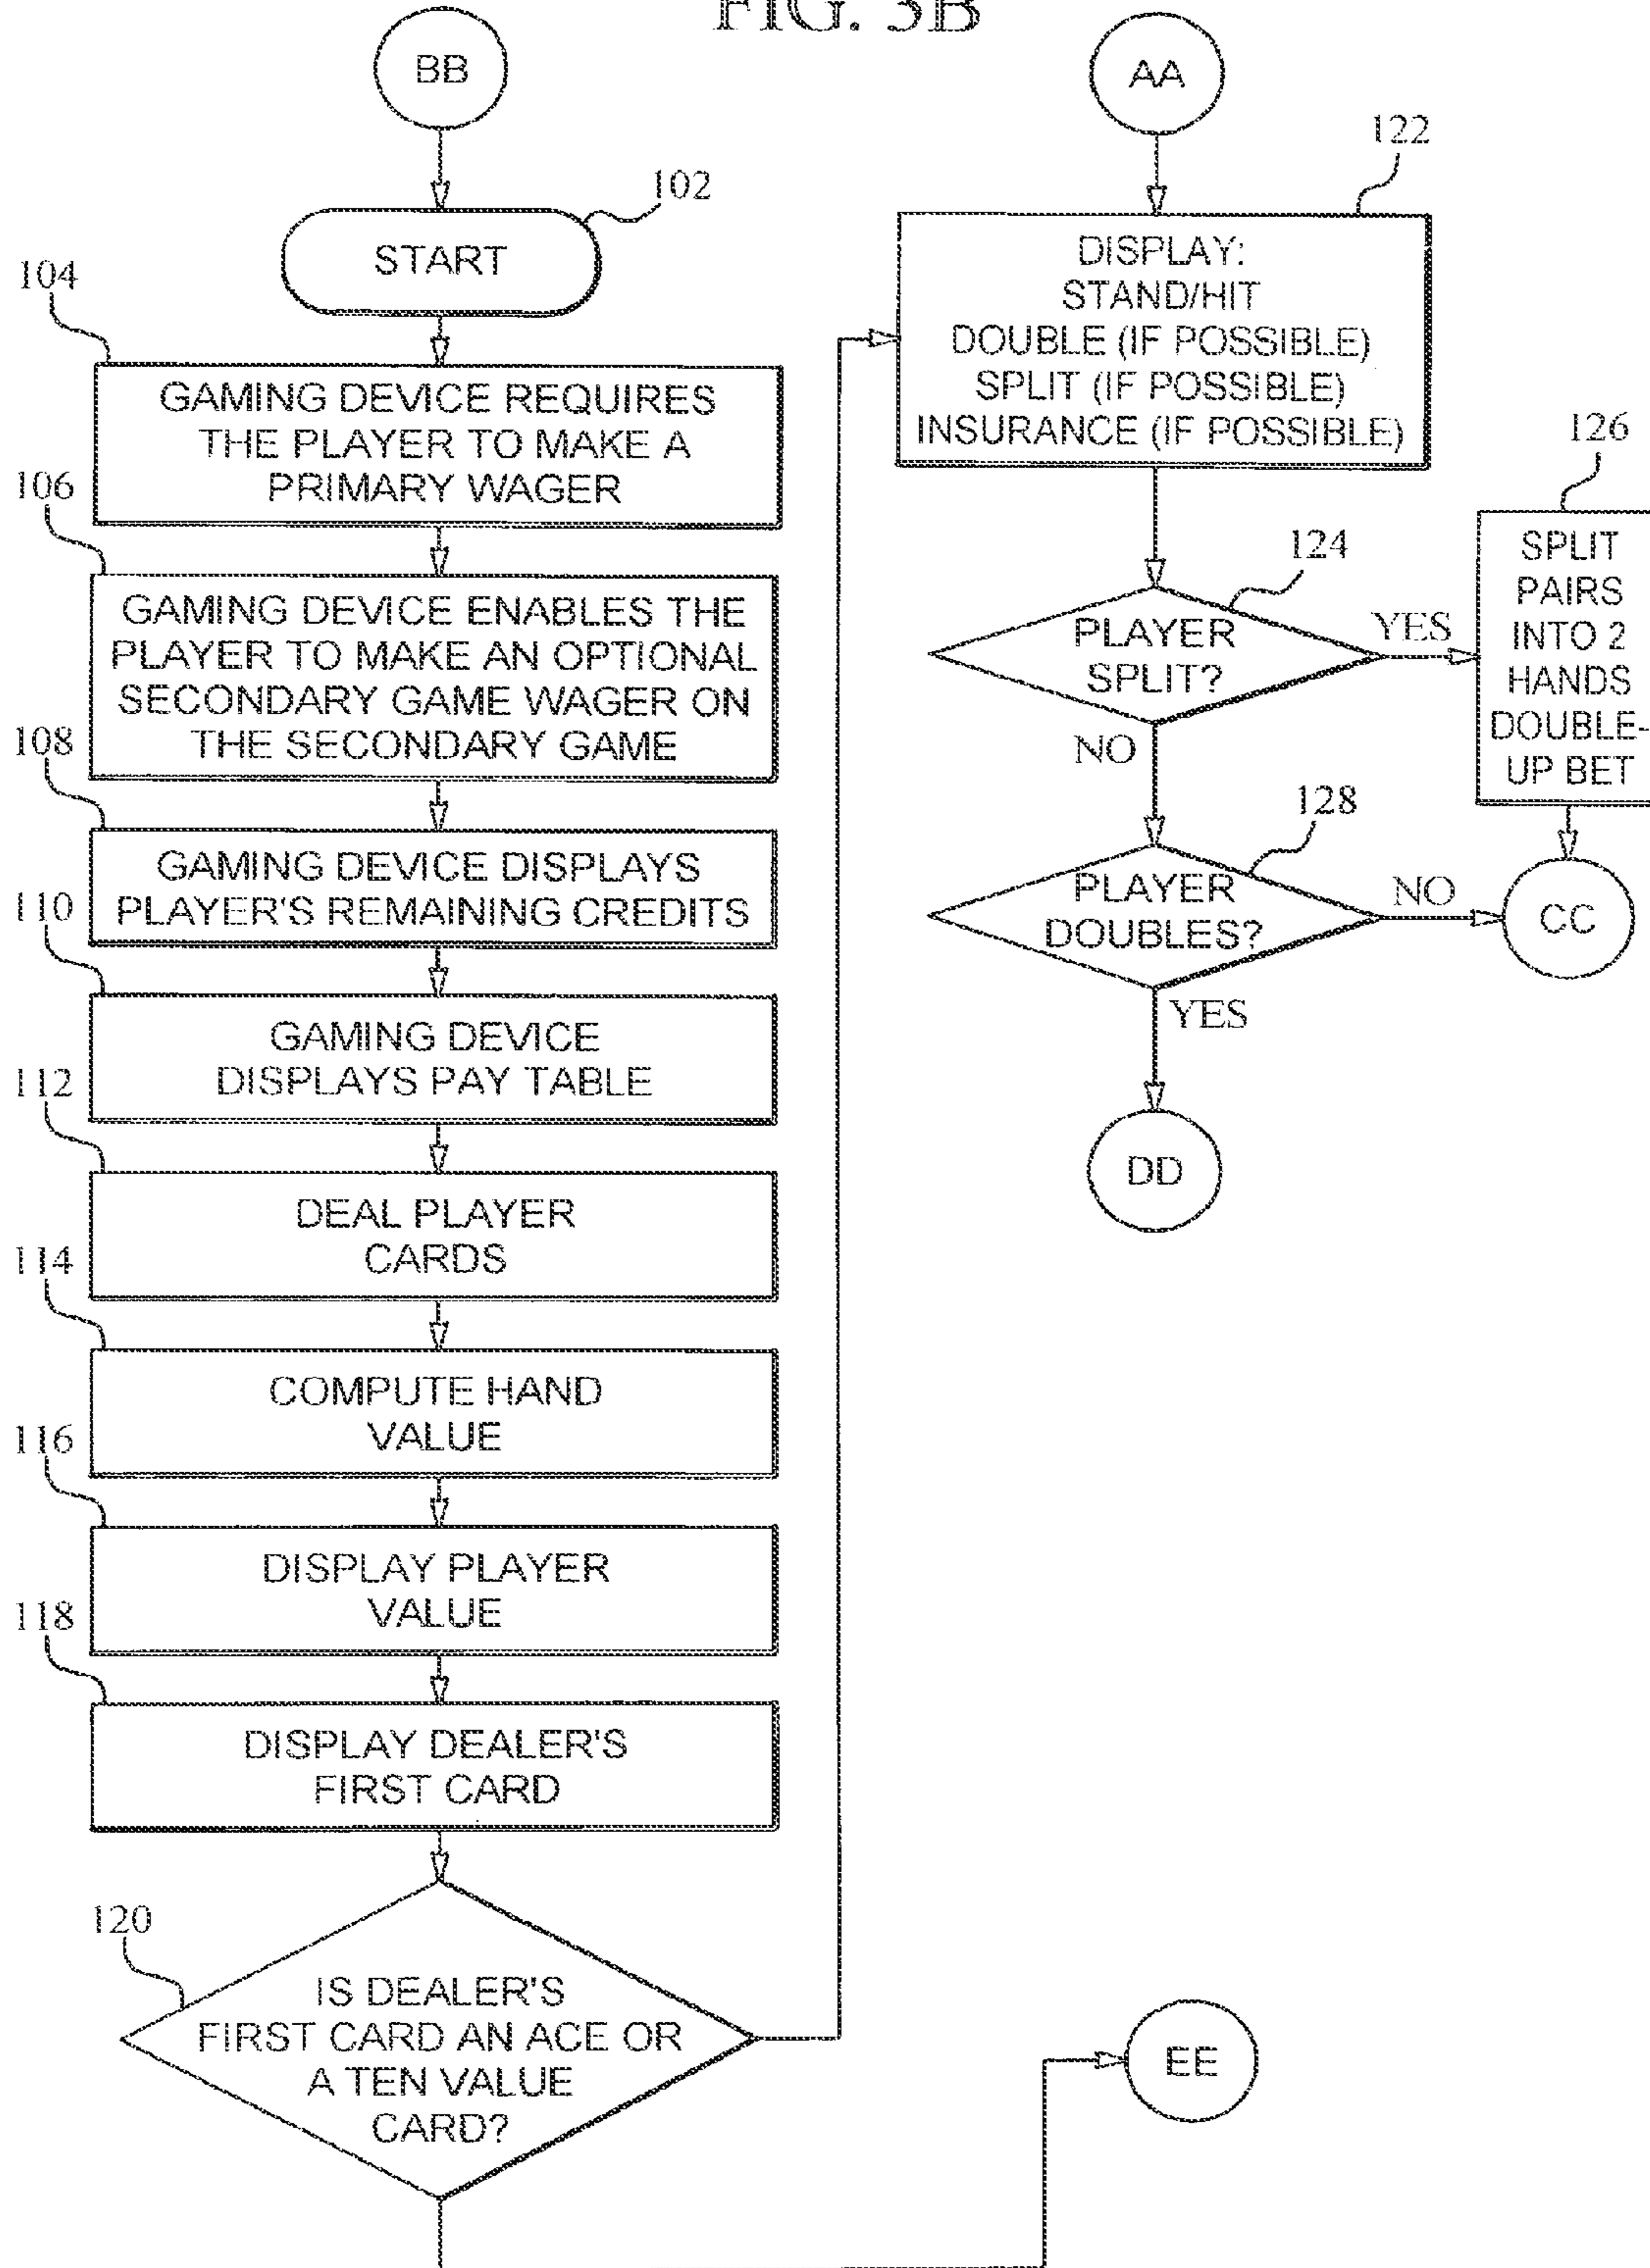 FIG. 3B
BB
START
102
104
GAMING DEVICE REQUIRES
THE PLAYER TO MAKE A
PRIMARY WAGER
106
GAMING DEVICE ENABLES THE
PLAYER TO MAKE AN OPTIONAL
SECONDARY GAME WAGER ON
THE SECONDARY GAME
108
GAMING DEVICE DISPLAYS
PLAYER'S REMAINING CREDITS
110
GAMING DEVICE
DISPLAYS PAY TABLE
112
DEAL PLAYER
CARDS
114
COMPUTE HAND
VALUE
116
DISPLAY PLAYER
VALUE
118
DISPLAY DEALER'S
FIRST CARD
120
IS DEALER'S
FIRST CARD AN ACE OR
A TEN VALUE
CARD?
AA
122
DISPLAY:
STAND/HIT
DOUBLE (IF POSSIBLE)
SPLIT (IF POSSIBLE)
INSURANCE (IF POSSIBLE)
124
PLAYER
SPLIT?
YES
NO
126
SPLIT
PAIRS
INTO 2
HANDS
DOUBLE-
UP BET
128
PLAYER
DOUBLES?
NO
CC
YES
DD
EE